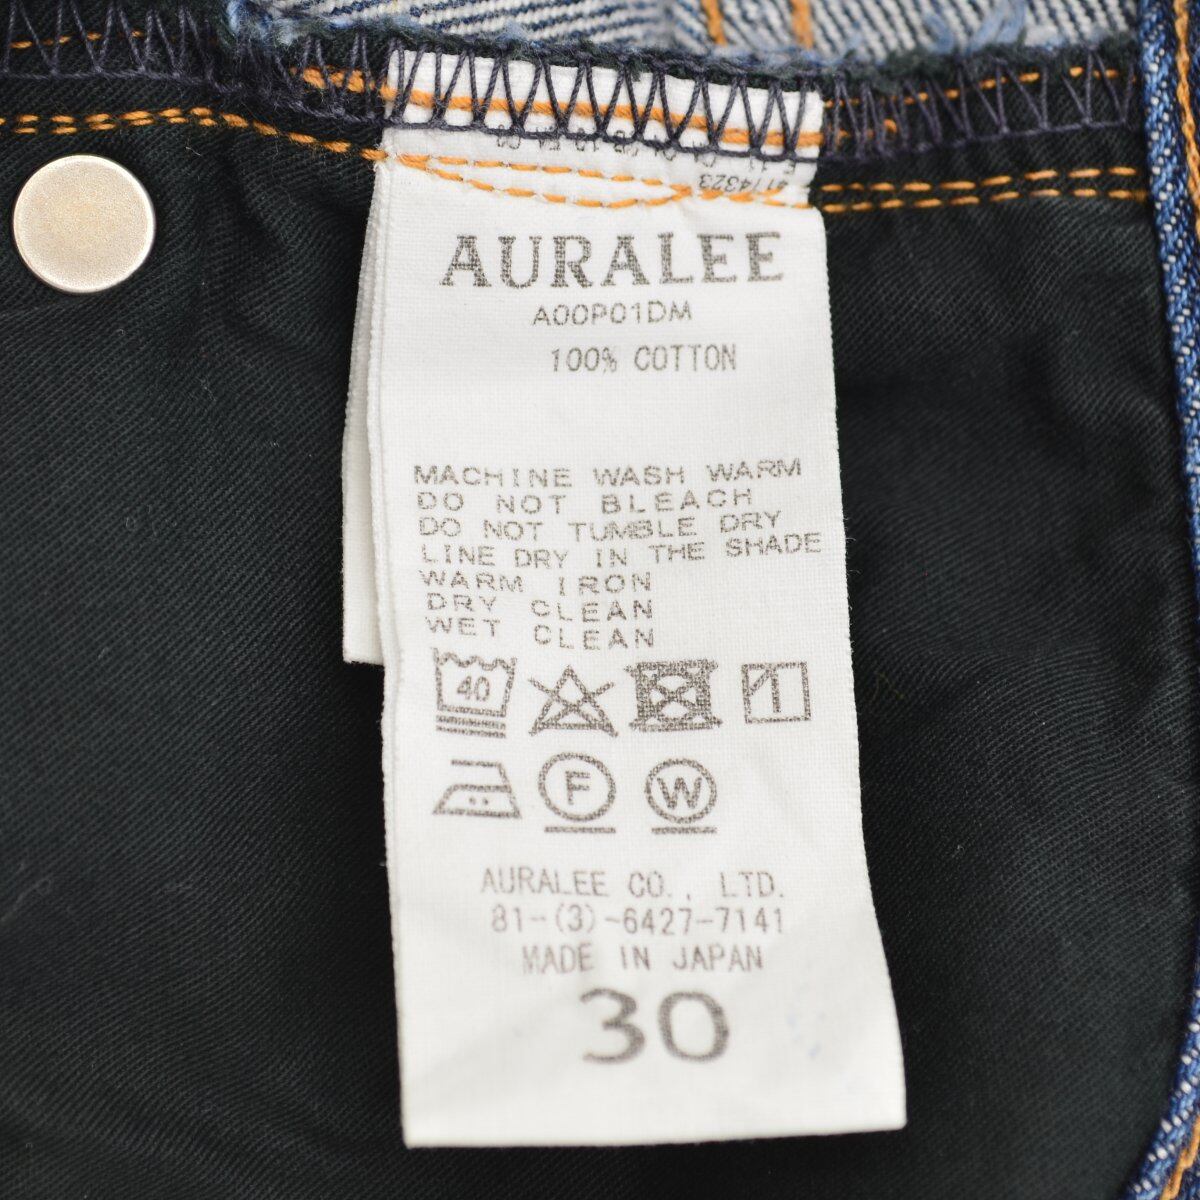 AURALEE
A00P01DM
100% COTTON
MACHINE WASH WARM
DO NOT BLEACH
DO NOT TUMBLE DRY
LINE DRY IN THE SHADE
WARM IRON
DRY CLEAN
WET CLEAN
40
F W
AURALEE CO., LTD.
81-(3)-6427-7141
MADE IN JAPAN
30